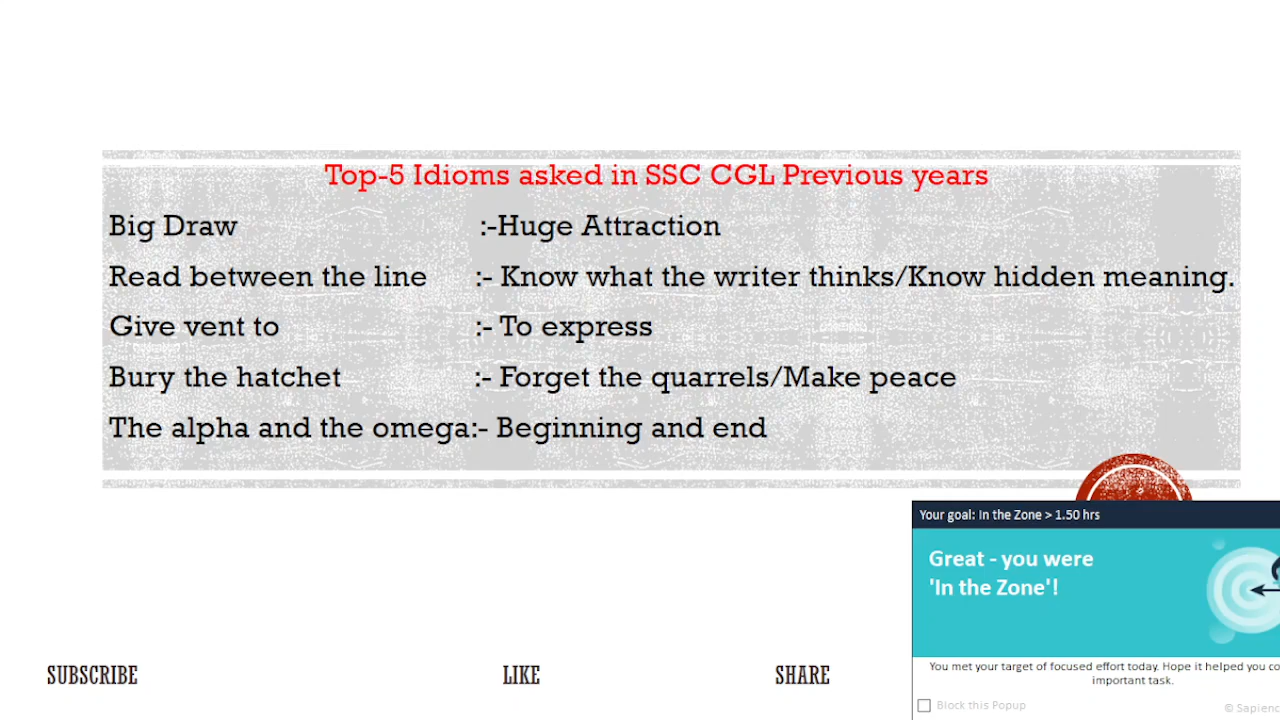 Top-5 Idioms asked in SSC CGL Previous years
Big Draw :-Huge Attraction
Read between the line :- Know what the writer thinks/Know hidden meaning.
Give vent to :- To express
Bury the hatchet :- Forget the quarrels/Make peace
The alpha and the omega:- Beginning and end
Your goal: In the Zone > 1.50 hrs
Great - you were
'In the Zone'!
You met your target of focused effort today. Hope it helped you
important task.
Block this Popup
©
SUBSCRIBE LIKE SHARE